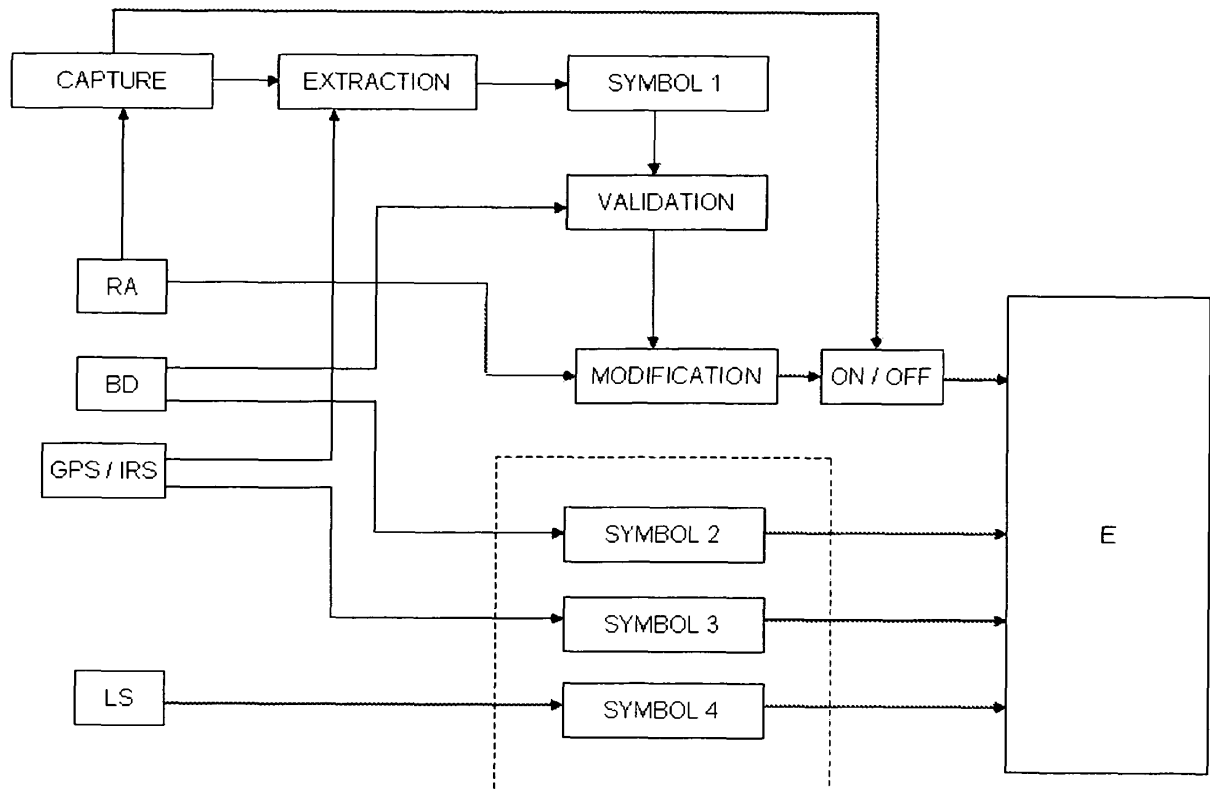 CAPTURE
EXTRACTION
SYMBOL 1
VALIDATION
RA
BD
MODIFICATION
ON / OFF
GPS / IRS
SYMBOL 2
E
SYMBOL 3
LS
SYMBOL 4